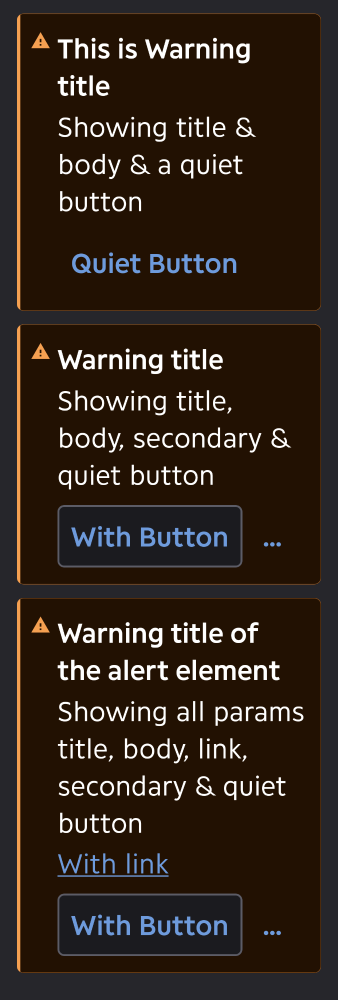 This is Warning
title
Showing title &
body & a quiet
button
Quiet Button
Warning title
Showing title,
body, secondary &
quiet button
With Button ...
Warning title of
the alert element
Showing all params
title, body, link,
secondary & quiet
button
With link
With Button ...